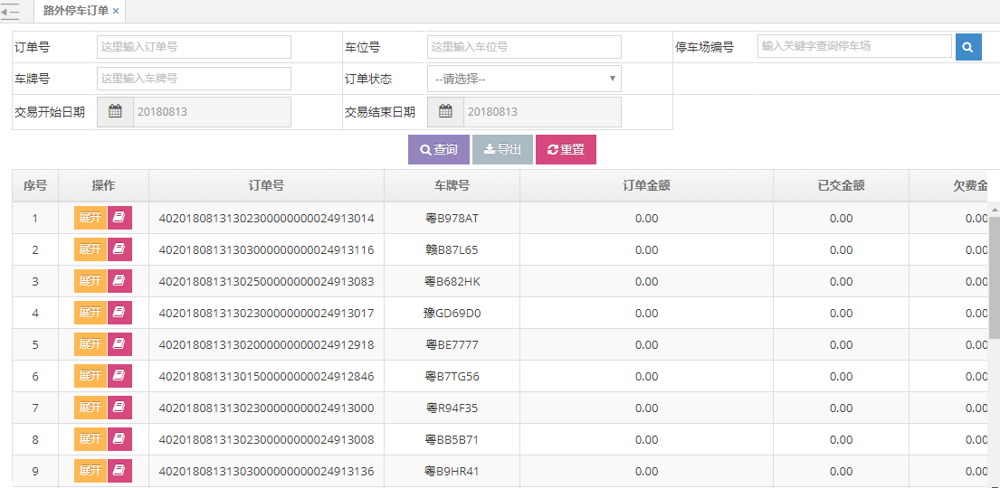 路外停车订单 ×
订单号 这里输入订单号 车位号 这里输入车位号 停车场编号 输入关键字查询停车场
车牌号 这里输入车牌号 订单状态 --请选择--
交易开始日期 20180813 交易结束日期 20180813
查询 导出 重置
序号 操作 订单号 车牌号 订单金额 已交金额 欠费金
1 展开 40201808131302300000000024913014 粤B978AT 0.00 0.00 0.00
2 展开 40201808131303000000000024913116 赣B87L65 0.00 0.00 0.00
3 展开 40201808131302500000000024913083 粤B682HK 0.00 0.00 0.00
4 展开 40201808131302300000000024913017 豫GD69D0 0.00 0.00 0.00
5 展开 40201808131302000000000024912918 粤BE7777 0.00 0.00 0.00
6 展开 40201808131301500000000024912846 粤B7TG56 0.00 0.00 0.00
7 展开 40201808131302300000000024913000 粤R94F35 0.00 0.00 0.00
8 展开 40201808131302300000000024913008 粤BB5B71 0.00 0.00 0.00
9 展开 40201808131303000000000024913136 粤B9HR41 0.00 0.00 0.00